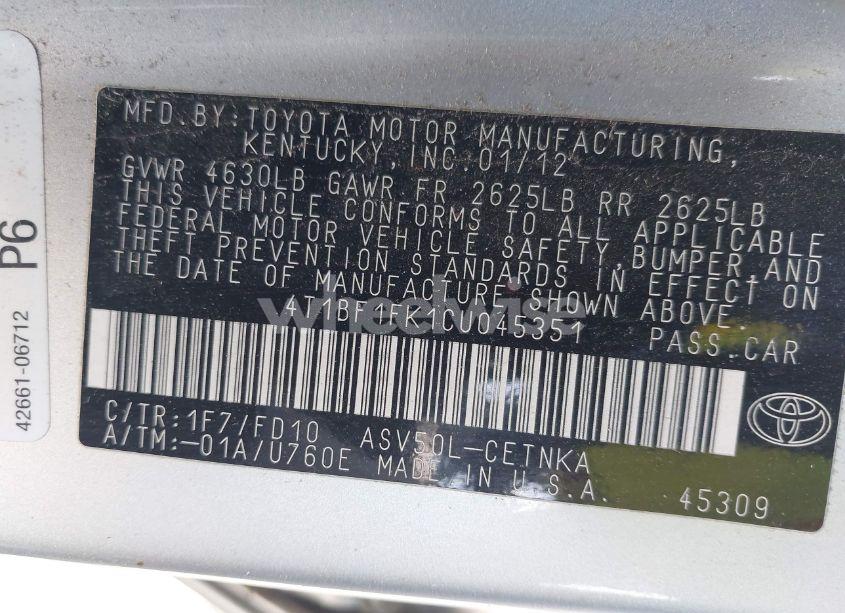 MFD.BY:TOYOTA MOTOR MANUFACTURING,
KENTUCKY, INC.01/12
GVWR 4630LB GAWR FR 2625LB RR 2625LB
THIS VEHICLE CONFORMS TO ALL APPLICABLE
FEDERAL MOTOR VEHICLE SAFETY,BUMPER,AND
THEFT PREVENTION STANDARDS IN EFFECT ON
THE DATE OF MANUFACTURE SHOWN ABOVE.
4T1BF1FK1CU045351 PASS.CAR
C/TR:1F7/FD10 ASV50L-CETNKA
A/TM:-01A/U760E MADE IN U.S.A.
45309
P6
42661-06712
wheelwise